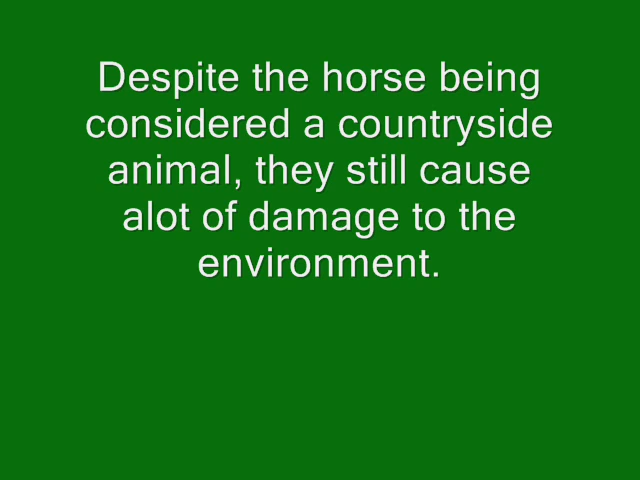 Despite the horse being
considered a countryside
animal, they still cause
alot of damage to the
environment.